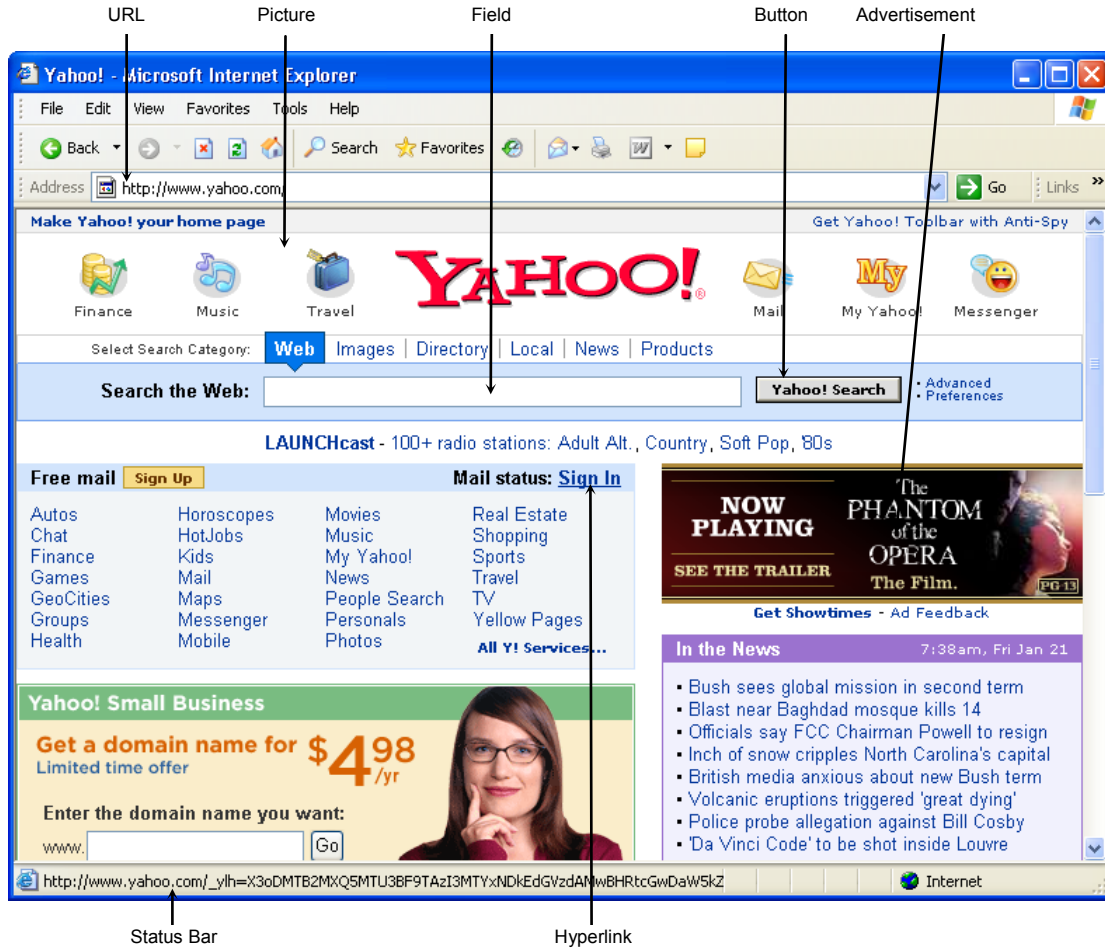 URL Picture Field Button Advertisement
Yahoo! - Microsoft Internet Explorer
File Edit View Favorites Tools Help
Back Search Favorites
Address http://www.yahoo.com/ Go Links »
Make Yahoo! your home page Get Yahoo! Toolbar with Anti-Spy
YAHOO!®
My
Finance Music Travel Mail My Yahoo! Messenger
Select Search Category: Web Images | Directory | Local | News | Products
Search the Web: Yahoo! Search · Advanced
· Preferences
LAUNCHcast - 100+ radio stations: Adult Alt., Country, Soft Pop, '80s
Free mail Sign Up Mail status: Sign In
Autos Horoscopes Movies Real Estate
Chat HotJobs Music Shopping
Finance Kids My Yahoo! Sports
Games Mail News Travel
GeoCities Maps People Search TV
Groups Messenger Personals Yellow Pages
Health Mobile Photos All Y! Services...
NOW PLAYING
SEE THE TRAILER
The
PHANTOM
of the
OPERA
The Film.
PG-13
Get Showtimes - Ad Feedback
In the News 7:38am, Fri Jan 21
▪ Bush sees global mission in second term
▪ Blast near Baghdad mosque kills 14
▪ Officials say FCC Chairman Powell to resign
▪ Inch of snow cripples North Carolina's capital
▪ British media anxious about new Bush term
▪ Volcanic eruptions triggered 'great dying'
▪ Police probe allegation against Bill Cosby
▪ 'Da Vinci Code' to be shot inside Louvre
Yahoo! Small Business
Get a domain name for $4.98/yr
Limited time offer
Enter the domain name you want:
www. Go
http://www.yahoo.com/_ylh=X3oDMTB2MXQ5MTU3BF9TAzI3MTYxNDkEdGVzdAMwBHRtcGwDaW5kZ Internet
Status Bar Hyperlink